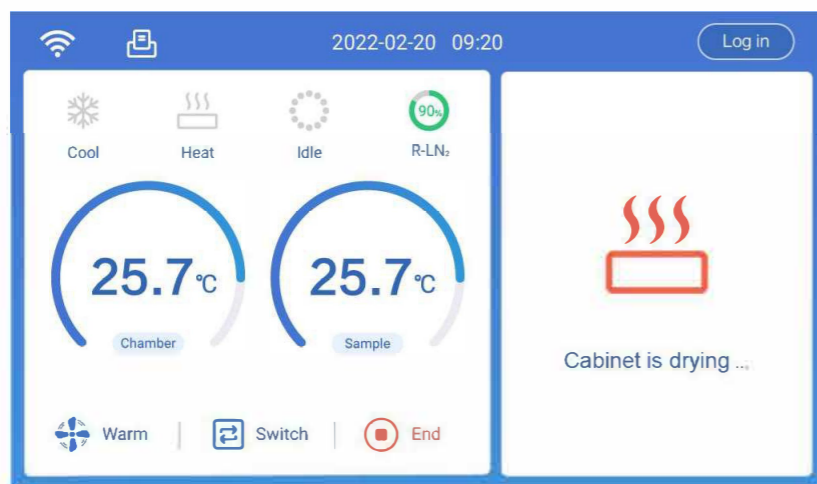 2022-02-20 09:20
Log in
Cool Heat Idle 90% R-LN₂
25.7℃ 25.7℃
Chamber Sample
Cabinet is drying ...
Warm Switch End